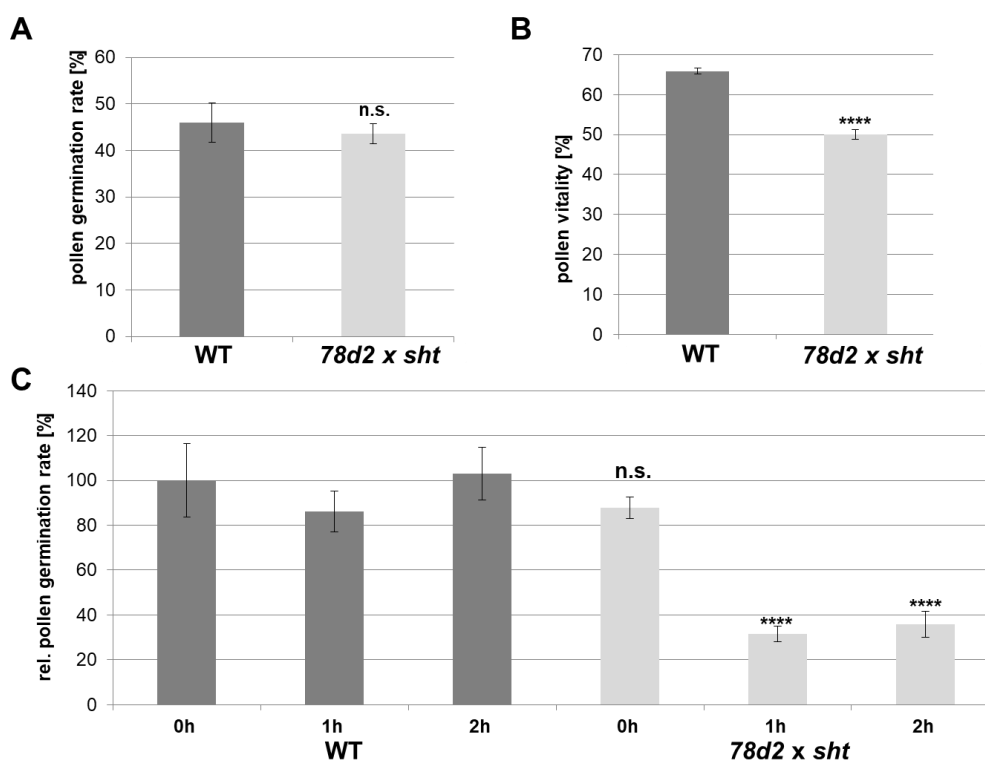 A
pollen germination rate [%]
60
50
40
30
20
10
0
n.s.
WT
78d2 x sht
B
pollen vitality [%]
70
60
50
40
30
20
10
0
****
WT
78d2 x sht
C
rel. pollen germination rate [%]
140
120
100
80
60
40
20
0
n.s.
****
****
0h 1h 2h 0h 1h 2h
WT 78d2 x sht